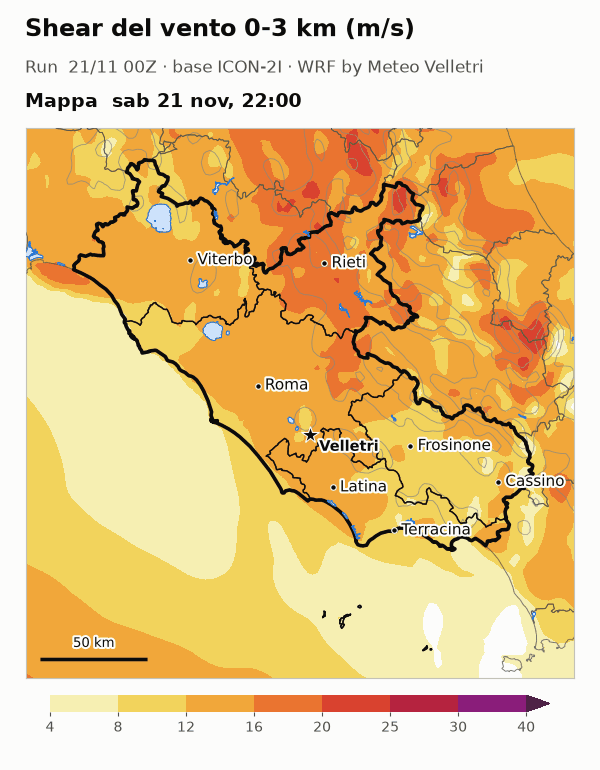 Shear del vento 0-3 km (m/s)
Run  21/11 00Z · base ICON-2I · WRF by Meteo Velletri
Mappa  sab 21 nov, 22:00
Viterbo
Rieti
Roma
Velletri
Frosinone
Latina
Cassino
Terracina
50 km
4 8 12 16 20 25 30 40